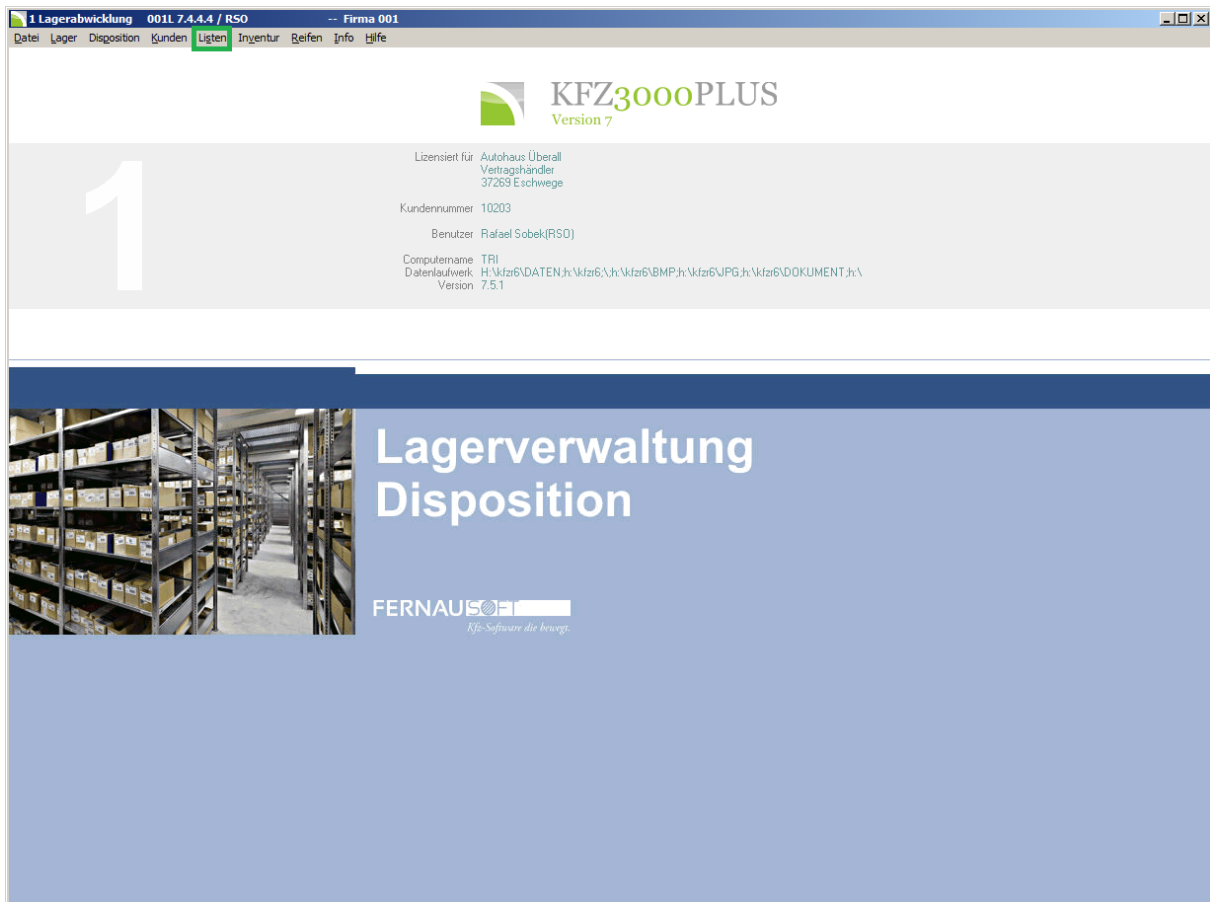 1 Lagerabwicklung 001L 7.4.4.4 / RSO -- Firma 001
Datei Lager Disposition Kunden Listen Inventur Reifen Info Hilfe
KFZ3000PLUS
Version 7
1
Lizensiert für Autohaus Überall
Vertragshändler
37269 Eschwege
Kundennummer 10203
Benutzer Rafael Sobek(RSO)
Computername TRI
Datenlaufwerk H:\kfzr6\DATEN;h:\kfzr6;\;h:\kfzr6\BMP;h:\kfzr6\JPG;h:\kfzr6\DOKUMENT;h:\
Version 7.5.1
Lagerverwaltung
Disposition
FERNAUSOFT
Kfz-Software die bewegt.